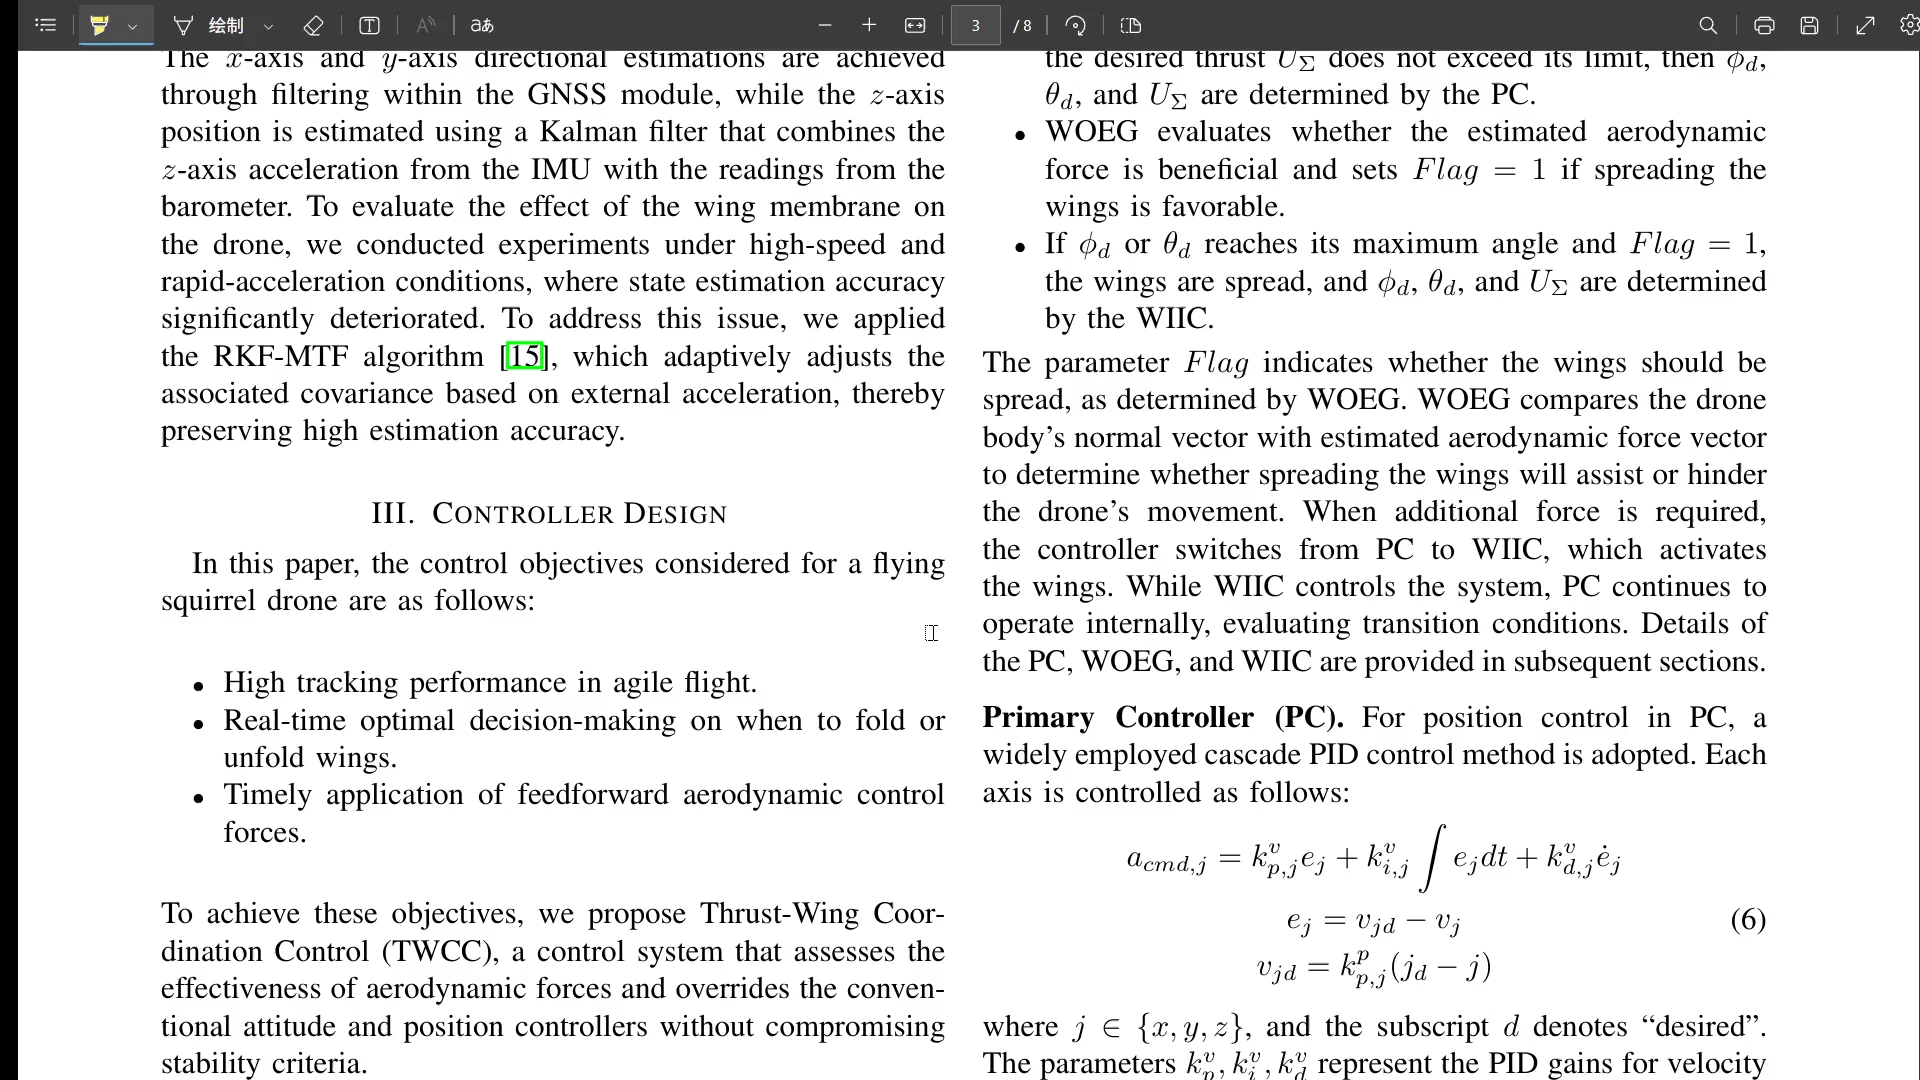 绘制
aあ
3
/ 8
The x-axis and y-axis directional estimations are achieved
through filtering within the GNSS module, while the z-axis
position is estimated using a Kalman filter that combines the
z-axis acceleration from the IMU with the readings from the
barometer. To evaluate the effect of the wing membrane on
the drone, we conducted experiments under high-speed and
rapid-acceleration conditions, where state estimation accuracy
significantly deteriorated. To address this issue, we applied
the RKF-MTF algorithm [15], which adaptively adjusts the
associated covariance based on external acceleration, thereby
preserving high estimation accuracy.
III. CONTROLLER DESIGN
In this paper, the control objectives considered for a flying
squirrel drone are as follows:
• High tracking performance in agile flight.
• Real-time optimal decision-making on when to fold or
unfold wings.
• Timely application of feedforward aerodynamic control
forces.
To achieve these objectives, we propose Thrust-Wing Coor-
dination Control (TWCC), a control system that assesses the
effectiveness of aerodynamic forces and overrides the conven-
tional attitude and position controllers without compromising
stability criteria.
the desired thrust U_Σ does not exceed its limit, then ϕ_d,
θ_d, and U_Σ are determined by the PC.
• WOEG evaluates whether the estimated aerodynamic
force is beneficial and sets Flag = 1 if spreading the
wings is favorable.
• If ϕ_d or θ_d reaches its maximum angle and Flag = 1,
the wings are spread, and ϕ_d, θ_d, and U_Σ are determined
by the WIIC.
The parameter Flag indicates whether the wings should be
spread, as determined by WOEG. WOEG compares the drone
body's normal vector with estimated aerodynamic force vector
to determine whether spreading the wings will assist or hinder
the drone's movement. When additional force is required,
the controller switches from PC to WIIC, which activates
the wings. While WIIC controls the system, PC continues to
operate internally, evaluating transition conditions. Details of
the PC, WOEG, and WIIC are provided in subsequent sections.
Primary Controller (PC). For position control in PC, a
widely employed cascade PID control method is adopted. Each
axis is controlled as follows:
a_{cmd,j} = k^v_{p,j} e_j + k^v_{i,j} ∫ e_j dt + k^v_{d,j} ė_j
e_j = v_{jd} − v_j (6)
v_{jd} = k^p_{p,j}(j_d − j)
where j ∈ {x, y, z}, and the subscript d denotes “desired”.
The parameters k^v_p, k^v_i, k^v_d represent the PID gains for velocity